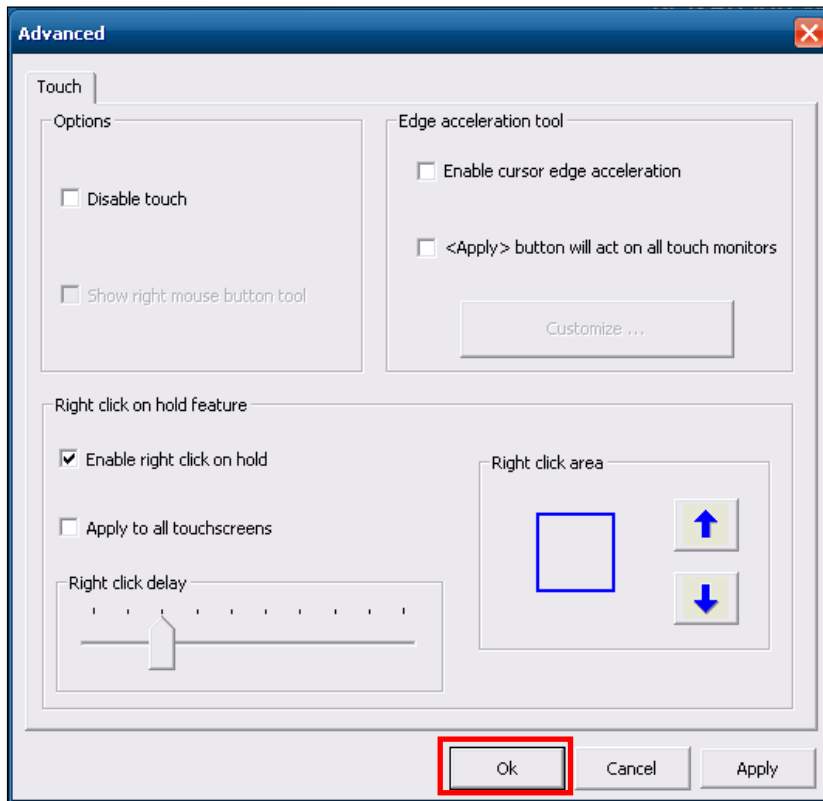 Advanced
Touch
Options
Disable touch
Show right mouse button tool
Edge acceleration tool
Enable cursor edge acceleration
<Apply> button will act on all touch monitors
Customize ...
Right click on hold feature
Enable right click on hold
Apply to all touchscreens
Right click delay
Right click area
Ok
Cancel
Apply